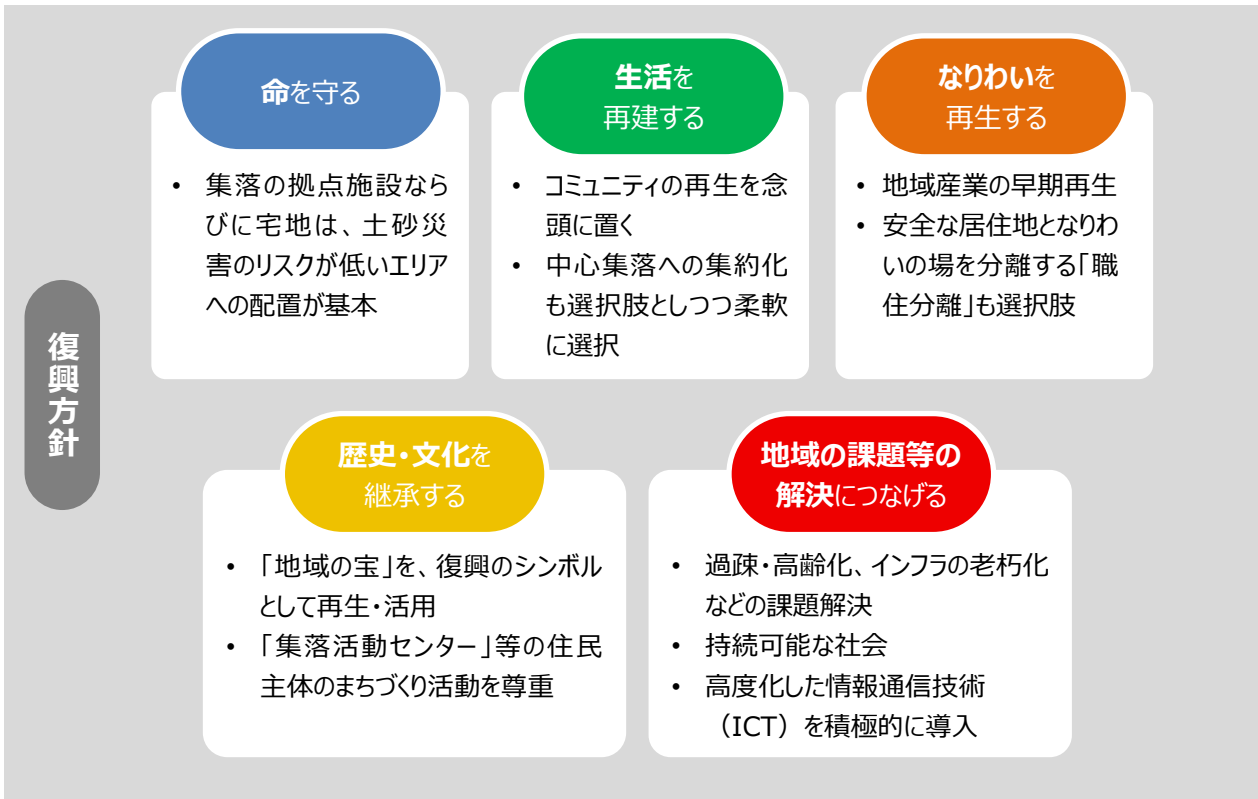 復興方針
命を守る
• 集落の拠点施設なら
びに宅地は、土砂災
害のリスクが低いエリア
への配置が基本
生活を
再建する
• コミュニティの再生を念
頭に置く
• 中心集落への集約化
も選択肢としつつ柔軟
に選択
なりわいを
再生する
• 地域産業の早期再生
• 安全な居住地となりわ
いの場を分離する「職
住分離」も選択肢
歴史・文化を
継承する
• 「地域の宝」を、復興のシンボル
として再生・活用
• 「集落活動センター」等の住民
主体のまちづくり活動を尊重
地域の課題等の
解決につなげる
• 過疎・高齢化、インフラの老朽化
などの課題解決
• 持続可能な社会
• 高度化した情報通信技術
（ICT）を積極的に導入